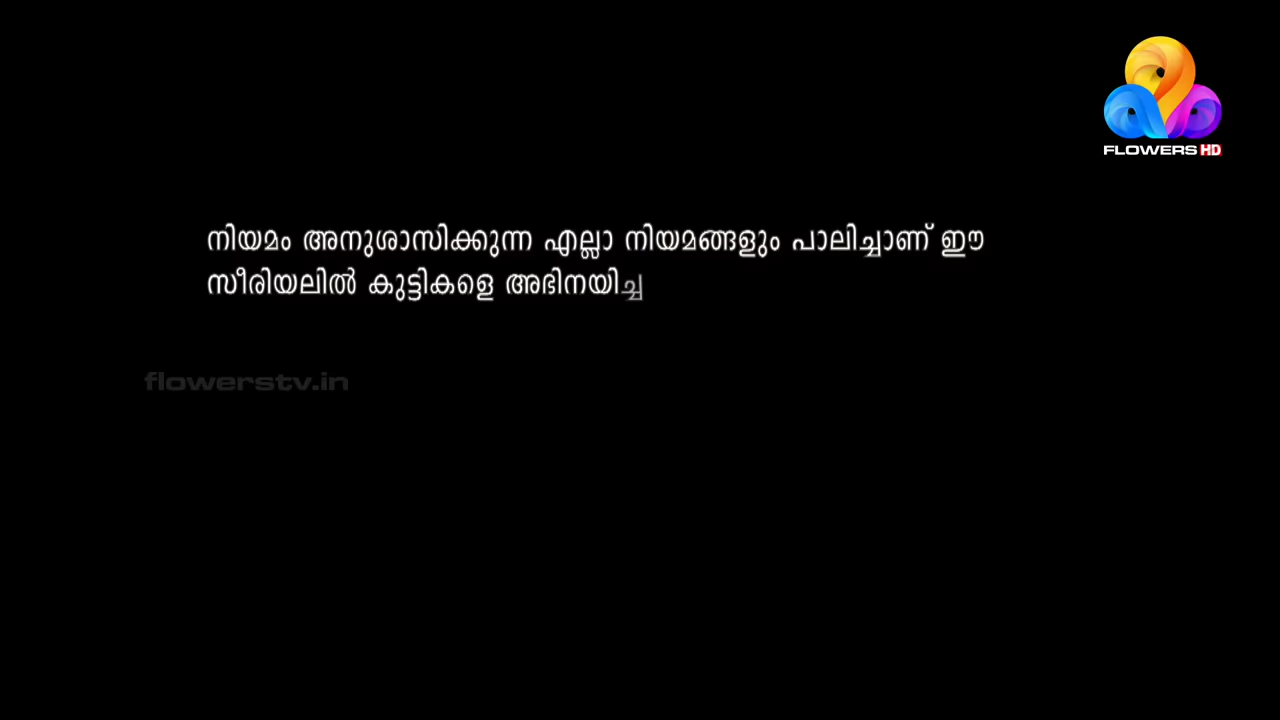 FLOWERS HD
നിയമം അനുശാസിക്കുന്ന എല്ലാ നിയമങ്ങളും പാലിച്ചാണ് ഈ
സീരിയലിൽ കുട്ടികളെ അഭിനയിച്ച
flowerstv.in